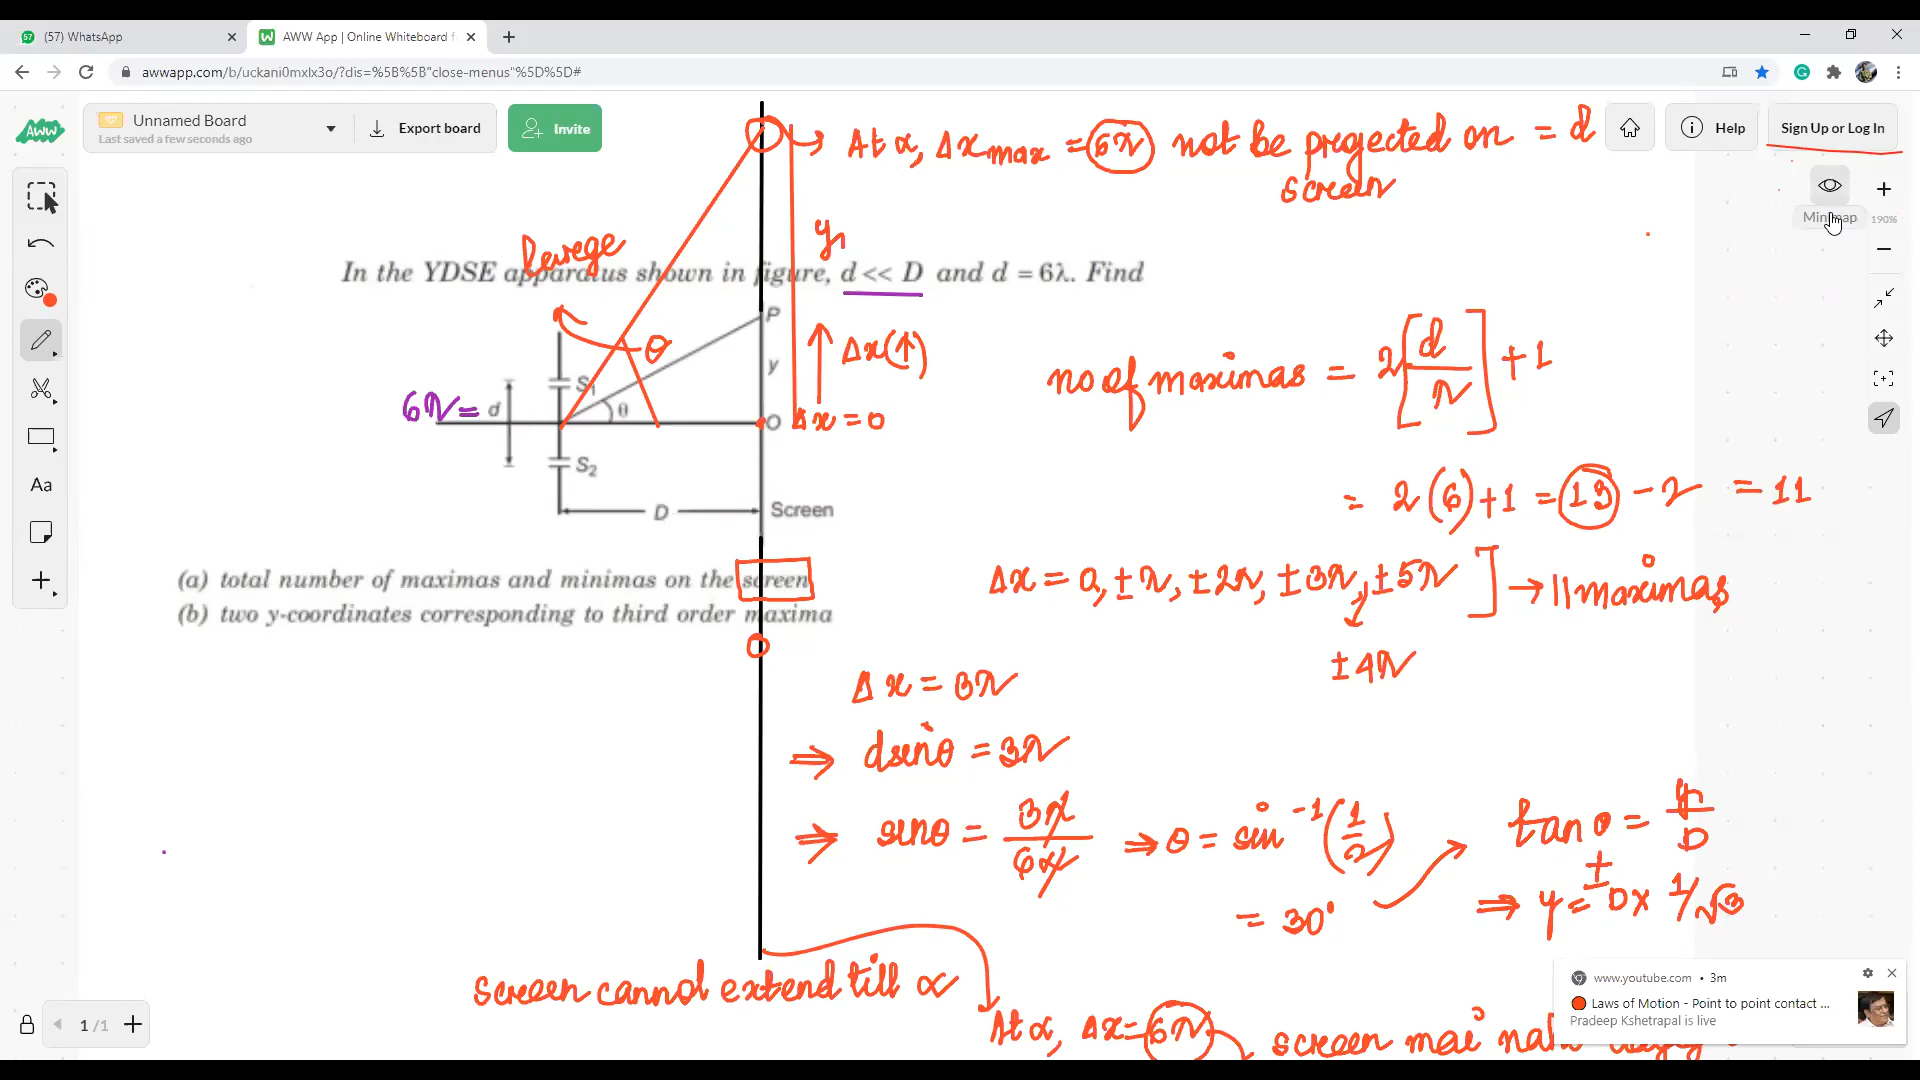 (57) WhatsApp
AWW App | Online Whiteboard f
awwapp.com/b/uckani0mxlx3o/?dis=%5B%5B"close-menus"%5D%5D#
AWW
Unnamed Board
Last saved a few seconds ago
Export board
Invite
Help
Sign Up or Log In
Minimap
190%
At ∝, Δx max = 6λ not be projected on = d
screen
y
θ large
In the YDSE apparatus shown in figure, d << D and d = 6λ. Find
P
Δx(↑)
y
S1
θ
6λ = d
O
Δx = 0
S2
D
Screen
no of maximas = 2[d/λ] + 1
= 2(6)+1 = 13 - 2 = 11
(a) total number of maximas and minimas on the screen
(b) two y-coordinates corresponding to third order maxima
Δx = 0, ±λ, ±2λ, ±3λ, ±5λ ] → 11 maximas
±4λ
Δx = 3λ
⇒ dsinθ = 3λ
⇒ sinθ = 3λ/6λ ⇒ θ = sin⁻¹(1/2)
= 30°
tanθ = y/D
⇒ y = ± D × 1/√3
screen cannot extend till ∝
At ∝, Δx = 6λ
screen mai nahi
www.youtube.com • 3m
Laws of Motion - Point to point contact ...
Pradeep Kshetrapal is live
Aa
1 / 1